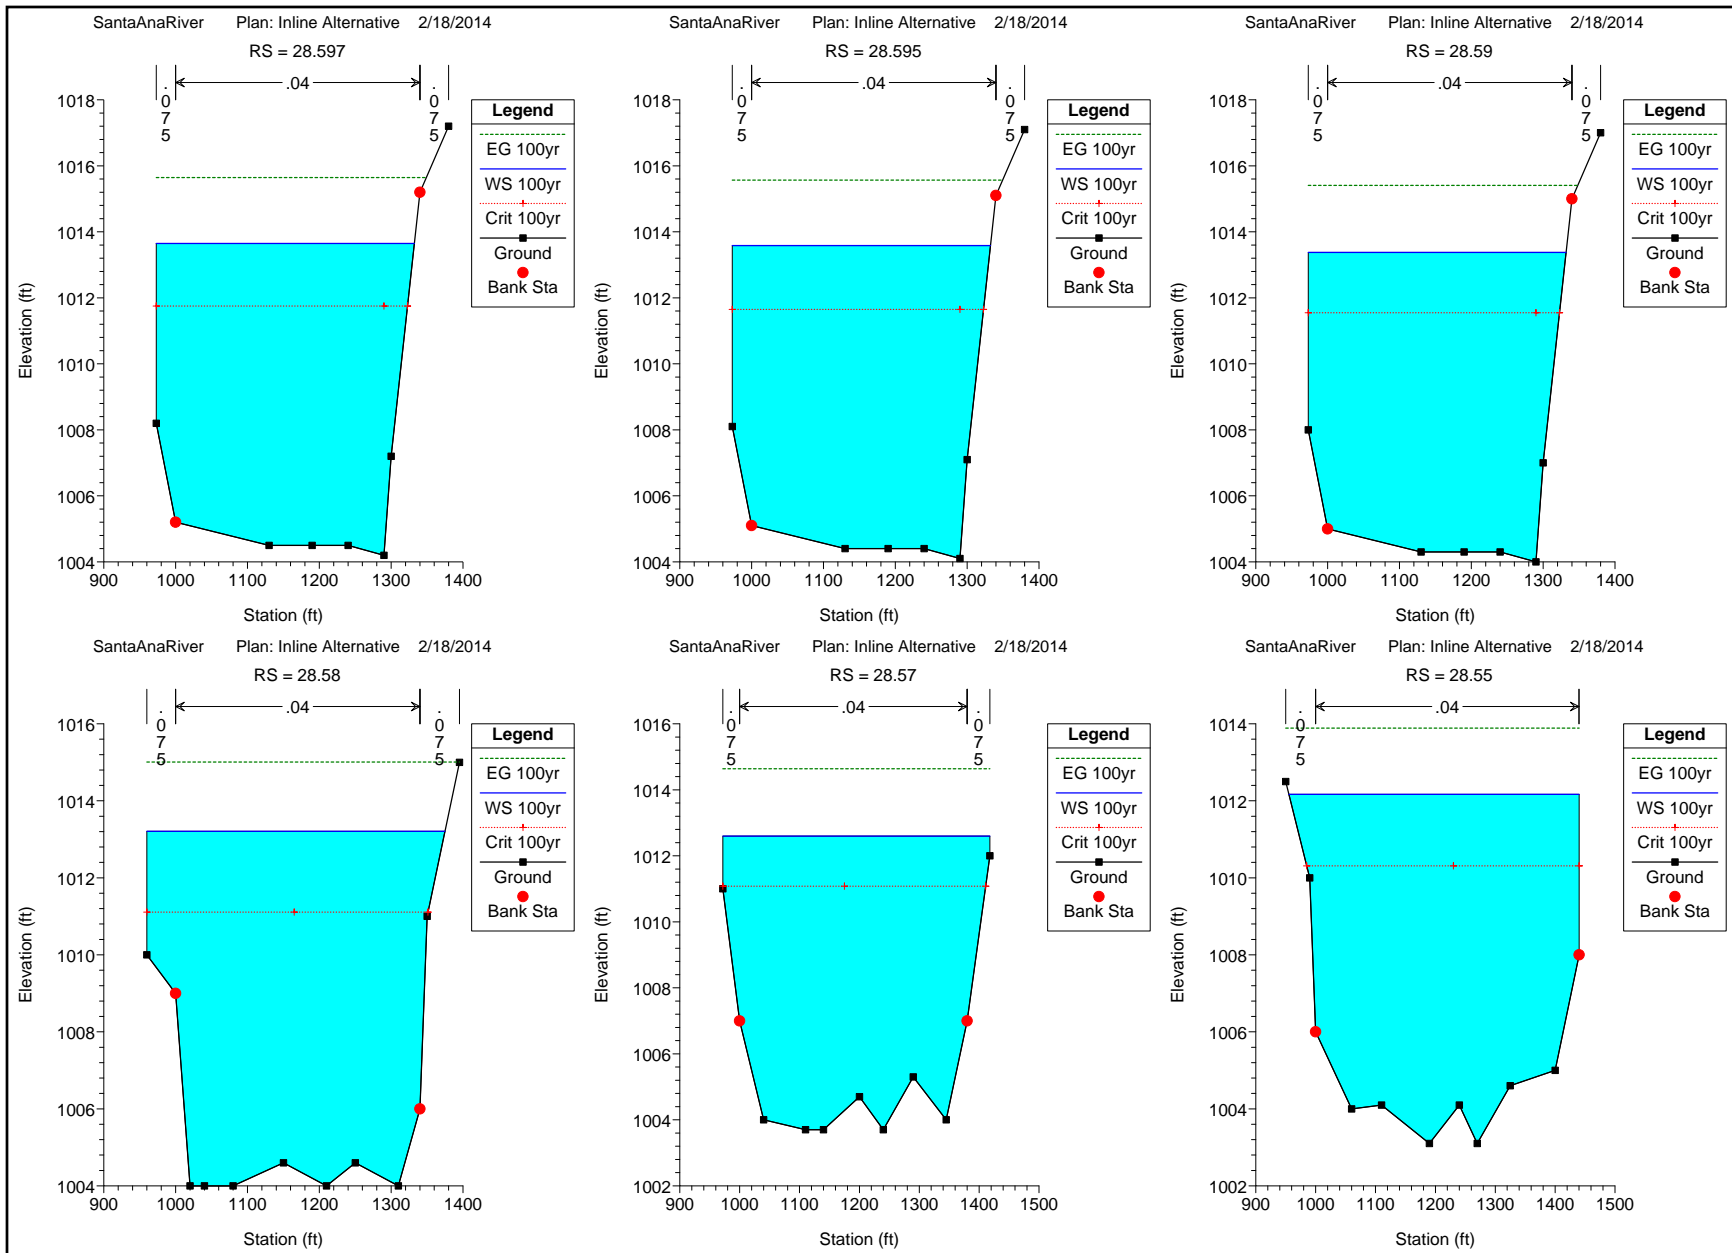 SantaAnaRiver Plan: Inline Alternative 2/18/2014
RS = 28.597
.075
.04
.075
Legend
EG 100yr
WS 100yr
Crit 100yr
Ground
Bank Sta
1018
1016
1014
1012
1010
1008
1006
1004
Elevation (ft)
900 1000 1100 1200 1300 1400
Station (ft)
SantaAnaRiver Plan: Inline Alternative 2/18/2014
RS = 28.595
.075
.04
.075
Legend
EG 100yr
WS 100yr
Crit 100yr
Ground
Bank Sta
1018
1016
1014
1012
1010
1008
1006
1004
Elevation (ft)
900 1000 1100 1200 1300 1400
Station (ft)
SantaAnaRiver Plan: Inline Alternative 2/18/2014
RS = 28.59
.075
.04
.075
Legend
EG 100yr
WS 100yr
Crit 100yr
Ground
Bank Sta
1018
1016
1014
1012
1010
1008
1006
1004
Elevation (ft)
900 1000 1100 1200 1300 1400
Station (ft)
SantaAnaRiver Plan: Inline Alternative 2/18/2014
RS = 28.58
.075
.04
.075
Legend
EG 100yr
WS 100yr
Crit 100yr
Ground
Bank Sta
1016
1014
1012
1010
1008
1006
1004
Elevation (ft)
900 1000 1100 1200 1300 1400
Station (ft)
SantaAnaRiver Plan: Inline Alternative 2/18/2014
RS = 28.57
.075
.04
.075
Legend
EG 100yr
WS 100yr
Crit 100yr
Ground
Bank Sta
1016
1014
1012
1010
1008
1006
1004
1002
Elevation (ft)
900 1000 1100 1200 1300 1400 1500
Station (ft)
SantaAnaRiver Plan: Inline Alternative 2/18/2014
RS = 28.55
.075
.04
Legend
EG 100yr
WS 100yr
Crit 100yr
Ground
Bank Sta
1014
1012
1010
1008
1006
1004
1002
Elevation (ft)
900 1000 1100 1200 1300 1400 1500
Station (ft)